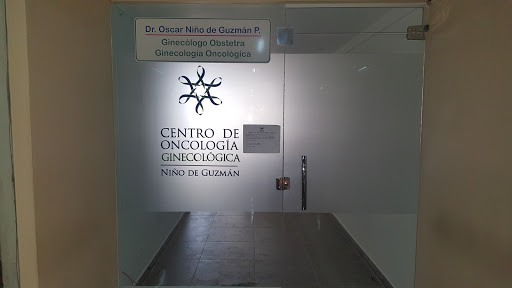 Dr. Oscar Niño de Guzmán P.
Ginecólogo Obstetra
Ginecología Oncológica
CENTRO DE
ONCOLOGÍA
GINECOLÓGICA
NIÑO DE GUZMÁN